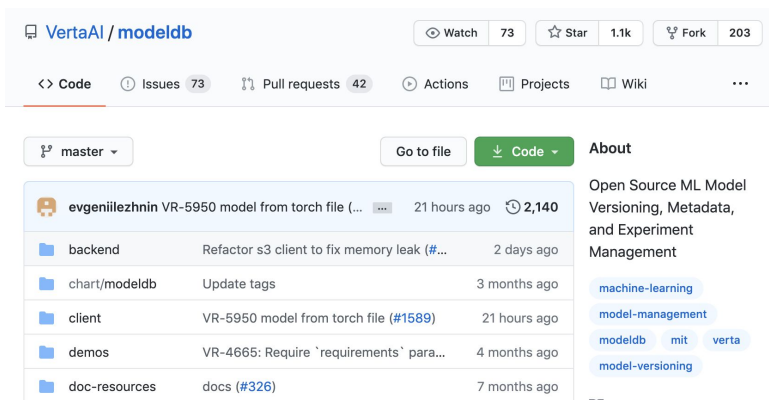 VertaAI / modeldb
Watch 73
Star 1.1k
Fork 203
<> Code
Issues 73
Pull requests 42
Actions
Projects
Wiki
...
master
Go to file
Code
evgeniilezhnin VR-5950 model from torch file (... ... 21 hours ago 2,140
backend Refactor s3 client to fix memory leak (#... 2 days ago
chart/modeldb Update tags 3 months ago
client VR-5950 model from torch file (#1589) 21 hours ago
demos VR-4665: Require `requirements` para... 4 months ago
doc-resources docs (#326) 7 months ago
About
Open Source ML Model
Versioning, Metadata,
and Experiment
Management
machine-learning
model-management
modeldb mit verta
model-versioning